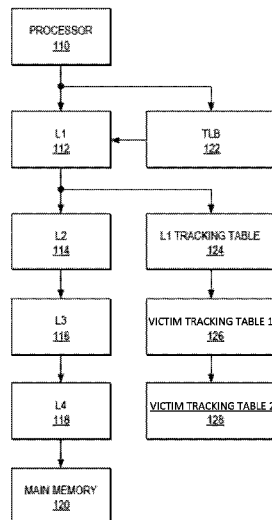 PROCESSOR
110
L1
112
TLB
122
L2
114
L1 TRACKING TABLE
124
L3
116
VICTIM TRACKING TABLE 1
126
L4
118
VICTIM TRACKING TABLE 2
128
MAIN MEMORY
120